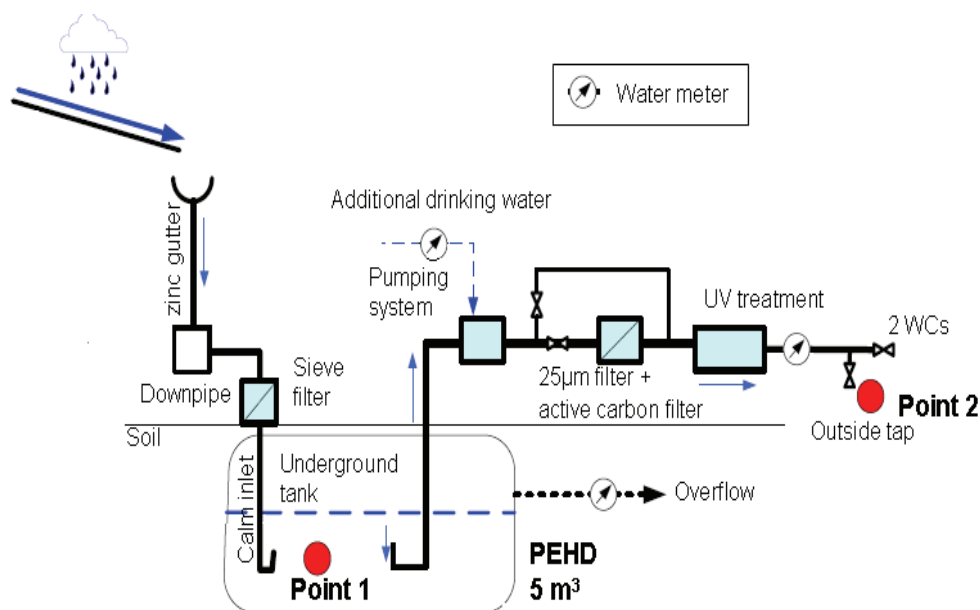 Water meter
Additional drinking water
Pumping
system
zinc gutter
UV treatment
2 WCs
Downpipe
Sieve
filter
25µm filter +
active carbon filter
Point 2
Outside tap
Soil
Calm inlet
Underground
tank
Overflow
Point 1
PEHD
5 m³